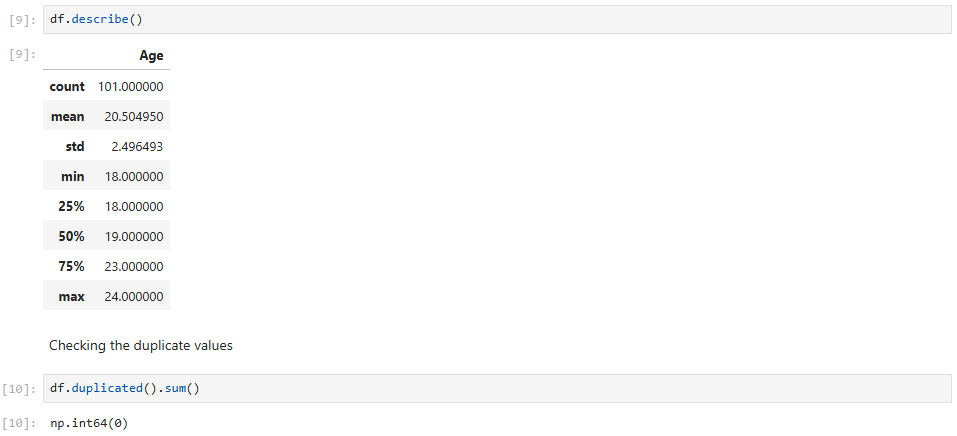 [9]: df.describe()
[9]: Age
count 101.000000
mean 20.504950
std 2.496493
min 18.000000
25% 18.000000
50% 19.000000
75% 23.000000
max 24.000000
Checking the duplicate values
[10]: df.duplicated().sum()
[10]: np.int64(0)